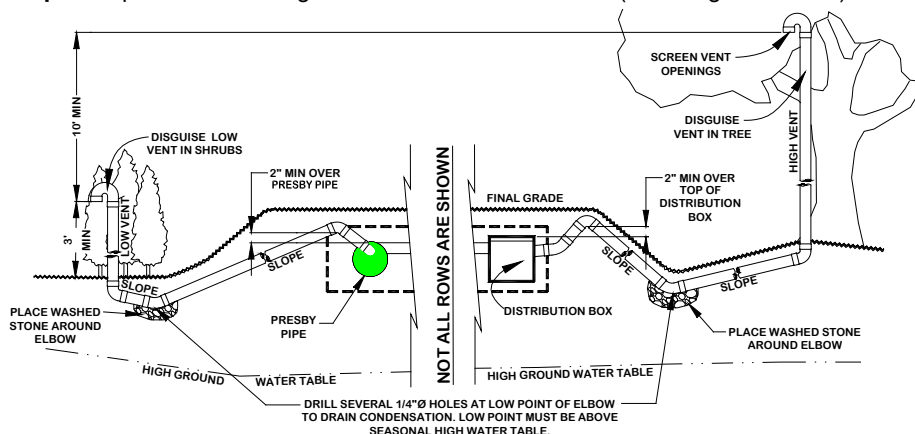 SCREEN VENT
OPENINGS
10' MIN
DISGUISE LOW
VENT IN SHRUBS
DISGUISE
VENT IN TREE
HIGH VENT
2" MIN OVER
PRESBY PIPE
NOT ALL ROWS ARE SHOWN
FINAL GRADE
2" MIN OVER
TOP OF
DISTRIBUTION
BOX
3'
MIN
LOW VENT
SLOPE
SLOPE
SLOPE
SLOPE
PLACE WASHED
STONE AROUND
ELBOW
PRESBY
PIPE
DISTRIBUTION BOX
PLACE WASHED STONE
AROUND ELBOW
HIGH GROUND WATER TABLE
HIGH GROUND WATER TABLE
DRILL SEVERAL 1/4"Ø HOLES AT LOW POINT OF ELBOW
TO DRAIN CONDENSATION. LOW POINT MUST BE ABOVE
SEASONAL HIGH WATER TABLE.